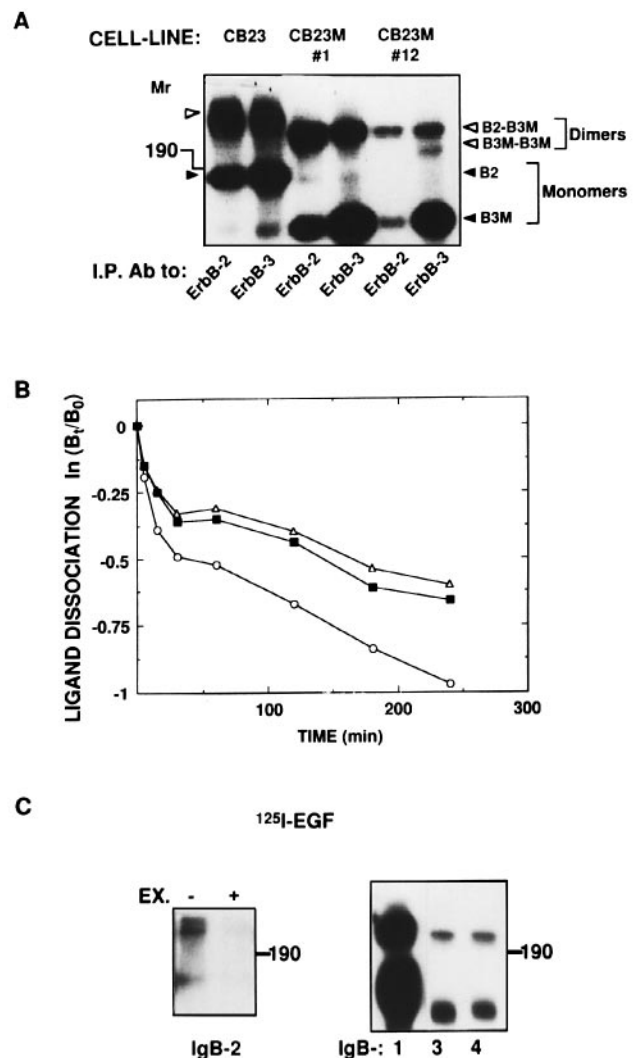 A
CELL-LINE: CB23 CB23M #1 CB23M #12
Mr
190
B2-B3M
B3M-B3M
Dimers
B2
B3M
Monomers
I.P. Ab to: ErbB-2 ErbB-3 ErbB-2 ErbB-3 ErbB-2 ErbB-3
B
LIGAND DISSOCIATION ln (Bt/B0)
0
-0.25
-0.5
-0.75
-1
100 200 300
TIME (min)
C
125I-EGF
EX. - +
190
190
IgB-2
IgB-: 1 3 4